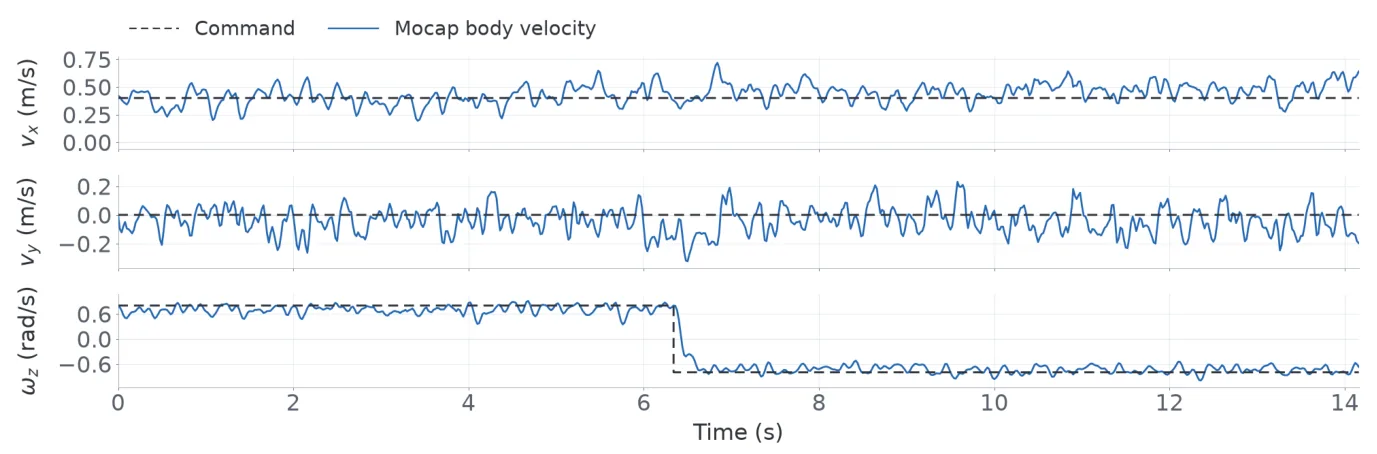 Command Mocap body velocity
0.75
0.50
0.25
0.00
vₓ (m/s)
0.2
0.0
−0.2
v_y (m/s)
0.6
0.0
−0.6
ω_z (rad/s)
0 2 4 6 8 10 12 14
Time (s)